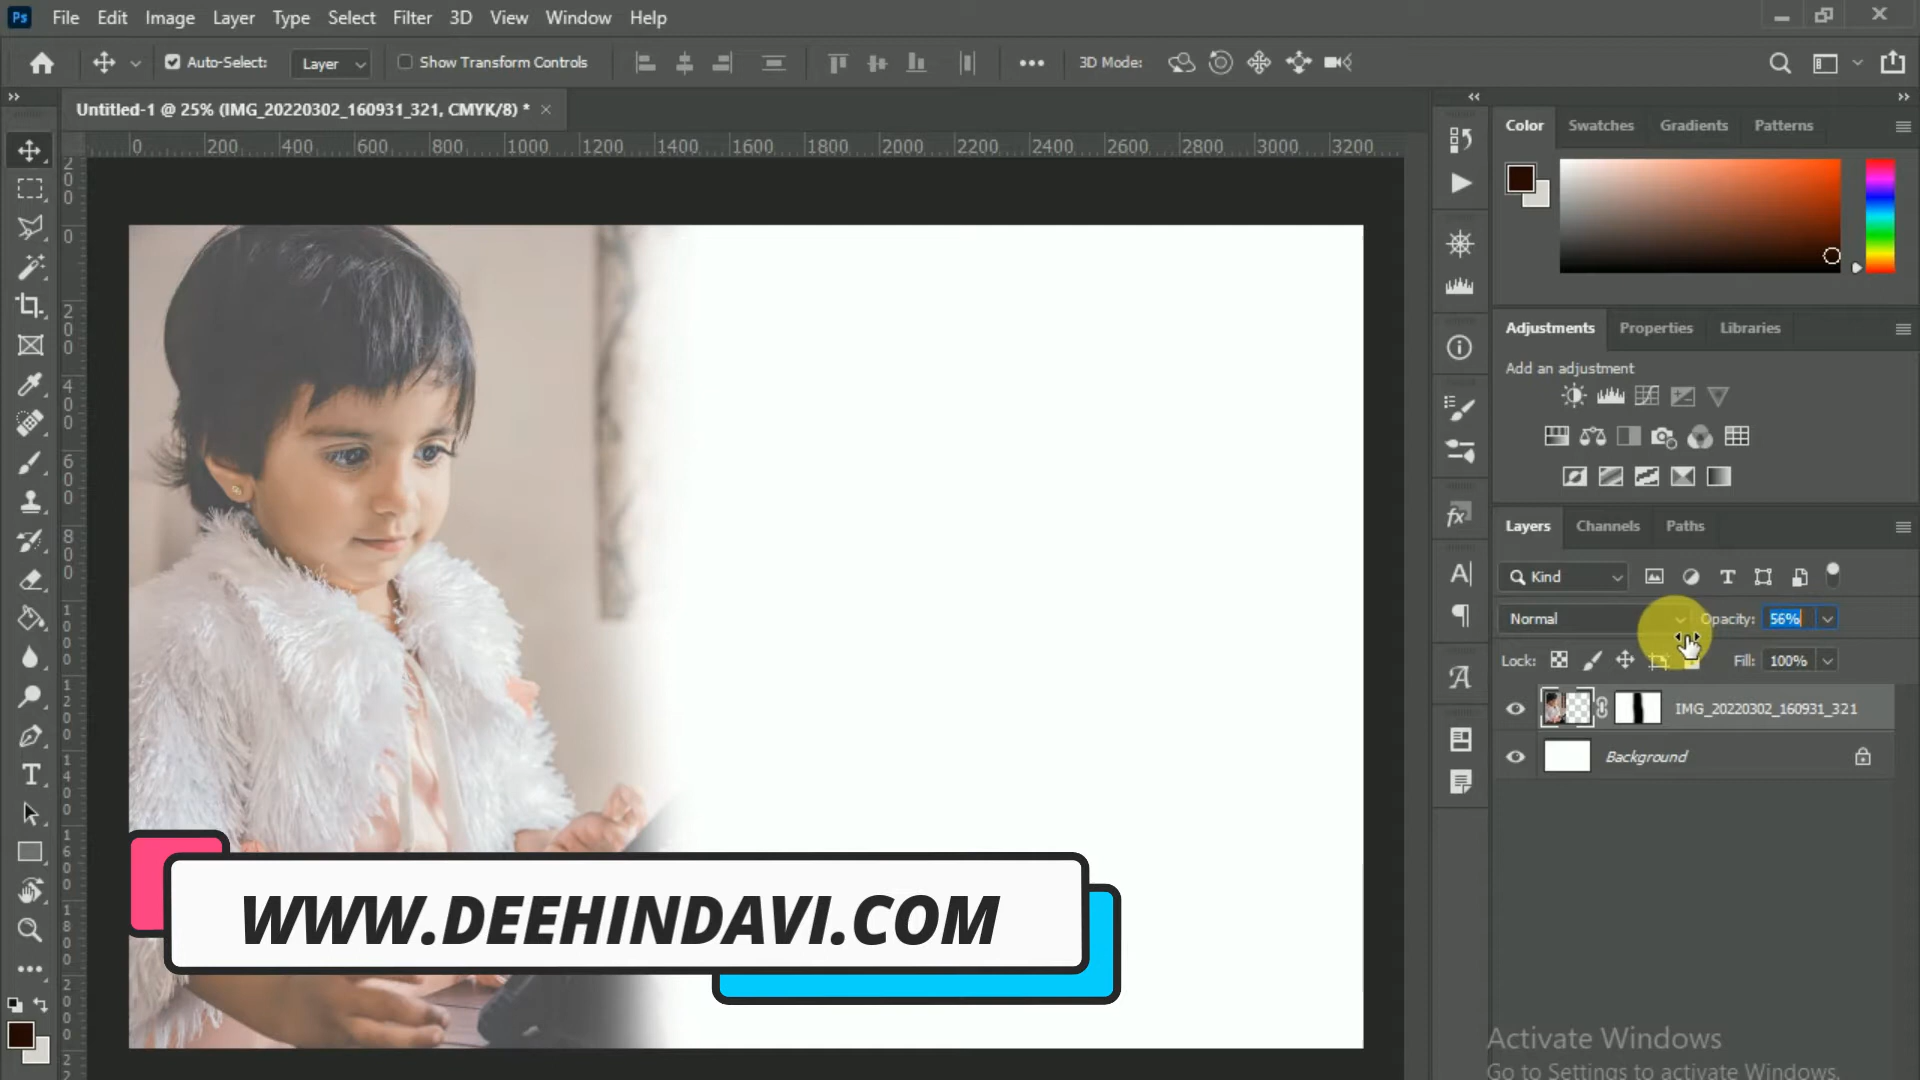 Ps File Edit Image Layer Type Select Filter 3D View Window Help
Auto-Select: Layer Show Transform Controls 3D Mode:
Untitled-1 @ 25% (IMG_20220302_160931_321, CMYK/8) *
0 200 400 600 800 1000 1200 1400 1600 1800 2000 2200 2400 2600 2800 3000 3200
Color Swatches Gradients Patterns
Adjustments Properties Libraries
Add an adjustment
Layers Channels Paths
Kind
Normal Opacity: 56%
Lock: Fill: 100%
IMG_20220302_160931_321
Background
WWW.DEEHINDAVI.COM
Activate Windows
Go to Settings to activate Windows.